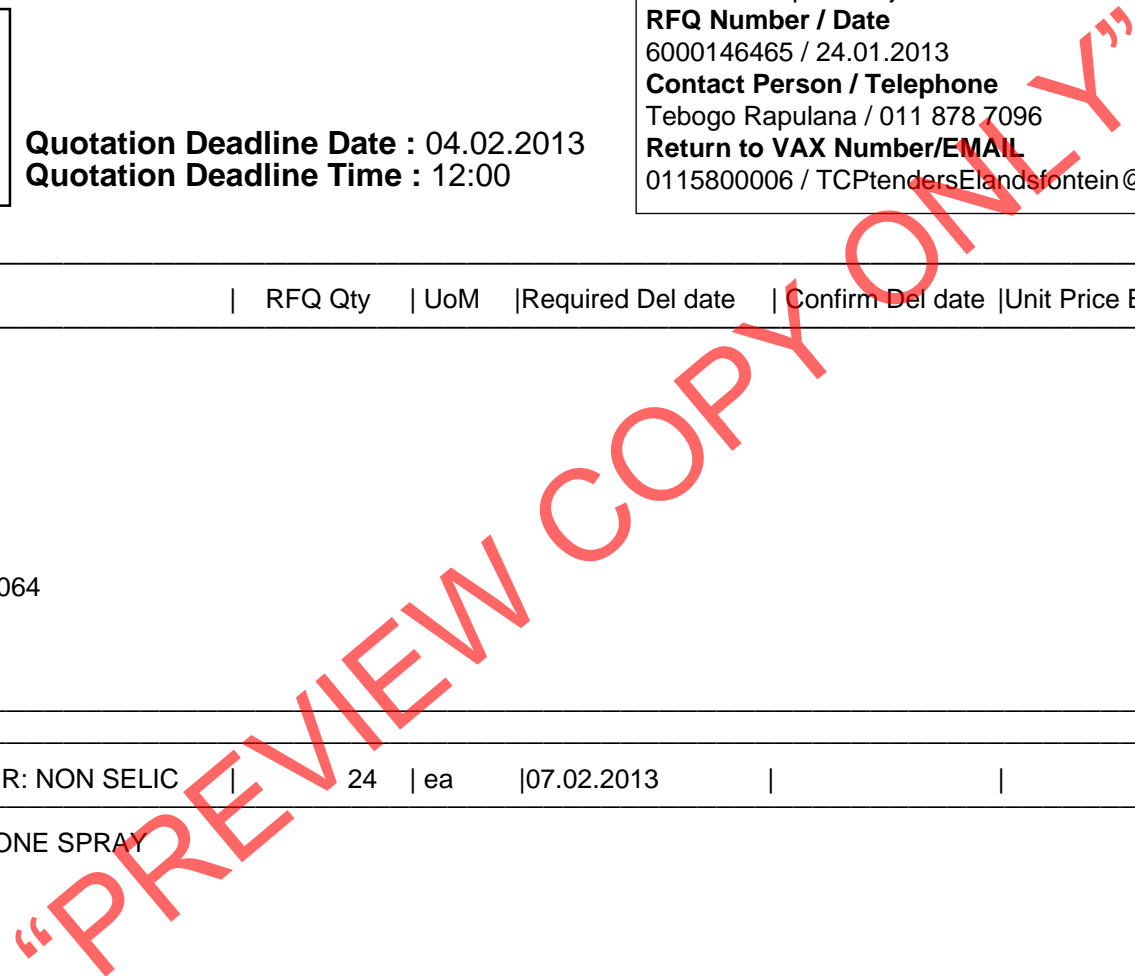 RFQ Number / Date
6000146465 / 24.01.2013
Contact Person / Telephone
Tebogo Rapulana / 011 878 7096
Return to VAX Number/EMAIL
0115800006 / TCPtendersElandsfontein@
Quotation Deadline Date : 04.02.2013
Quotation Deadline Time : 12:00
| RFQ Qty | UoM |Required Del date | Confirm Del date |Unit Price E
064
R: NON SELIC | 24 | ea |07.02.2013 | |
ONE SPRAY
“PREVIEW COPY ONLY”